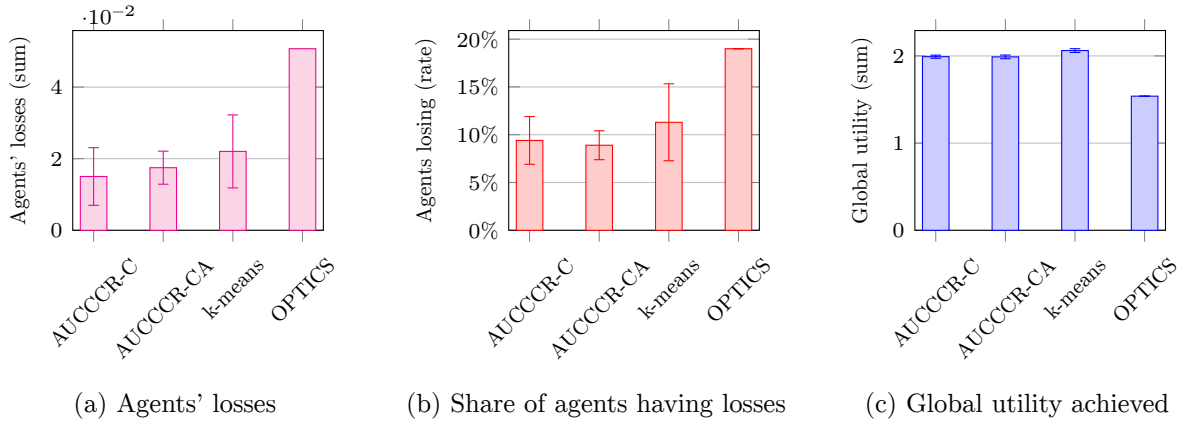 ·10−2
Agents' losses (sum)
4
2
0
AUCCCR-C
AUCCCR-CA
k-means
OPTICS
(a) Agents' losses
Agents losing (rate)
20%
15%
10%
5%
0%
AUCCCR-C
AUCCCR-CA
k-means
OPTICS
(b) Share of agents having losses
Global utility (sum)
2
1
0
AUCCCR-C
AUCCCR-CA
k-means
OPTICS
(c) Global utility achieved